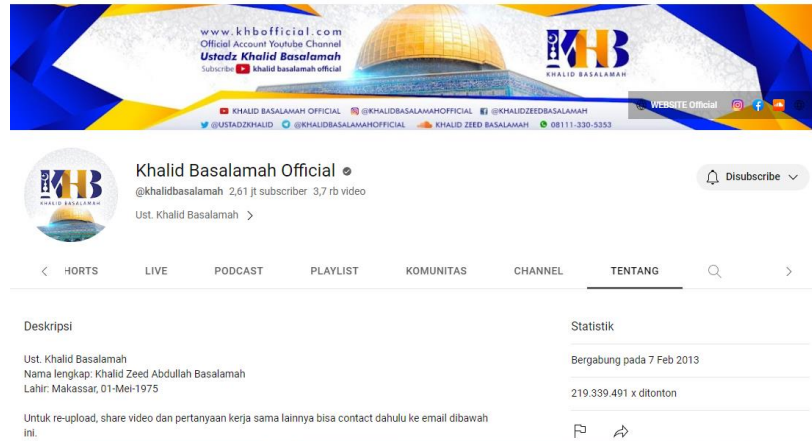 www.khbofficial.com
Official Account Youtube Channel
Ustadz Khalid Basalamah
Subscribe khalid basalamah official
KHB
KHALID BASALAMAH
KHALID BASALAMAH OFFICIAL @KHALIDBASALAMAHOFFICIAL @KHALIDZEEDBASALAMAH
WEBSITE Official
@USTADZKHALID @KHALIDBASALAMAHOFFICIAL KHALID ZEED BASALAMAH 08111-330-5353
KHB
KHALID BASALAMAH
Khalid Basalamah Official
@khalidbasalamah 2,61 jt subscriber 3,7 rb video
Ust. Khalid Basalamah >
Disubscribe
HORTS LIVE PODCAST PLAYLIST KOMUNITAS CHANNEL TENTANG
Deskripsi
Statistik
Ust. Khalid Basalamah
Nama lengkap: Khalid Zeed Abdullah Basalamah
Lahir: Makassar, 01-Mei-1975
Bergabung pada 7 Feb 2013
219.339.491 x ditonton
Untuk re-upload, share video dan pertanyaan kerja sama lainnya bisa contact dahulu ke email dibawah
ini.